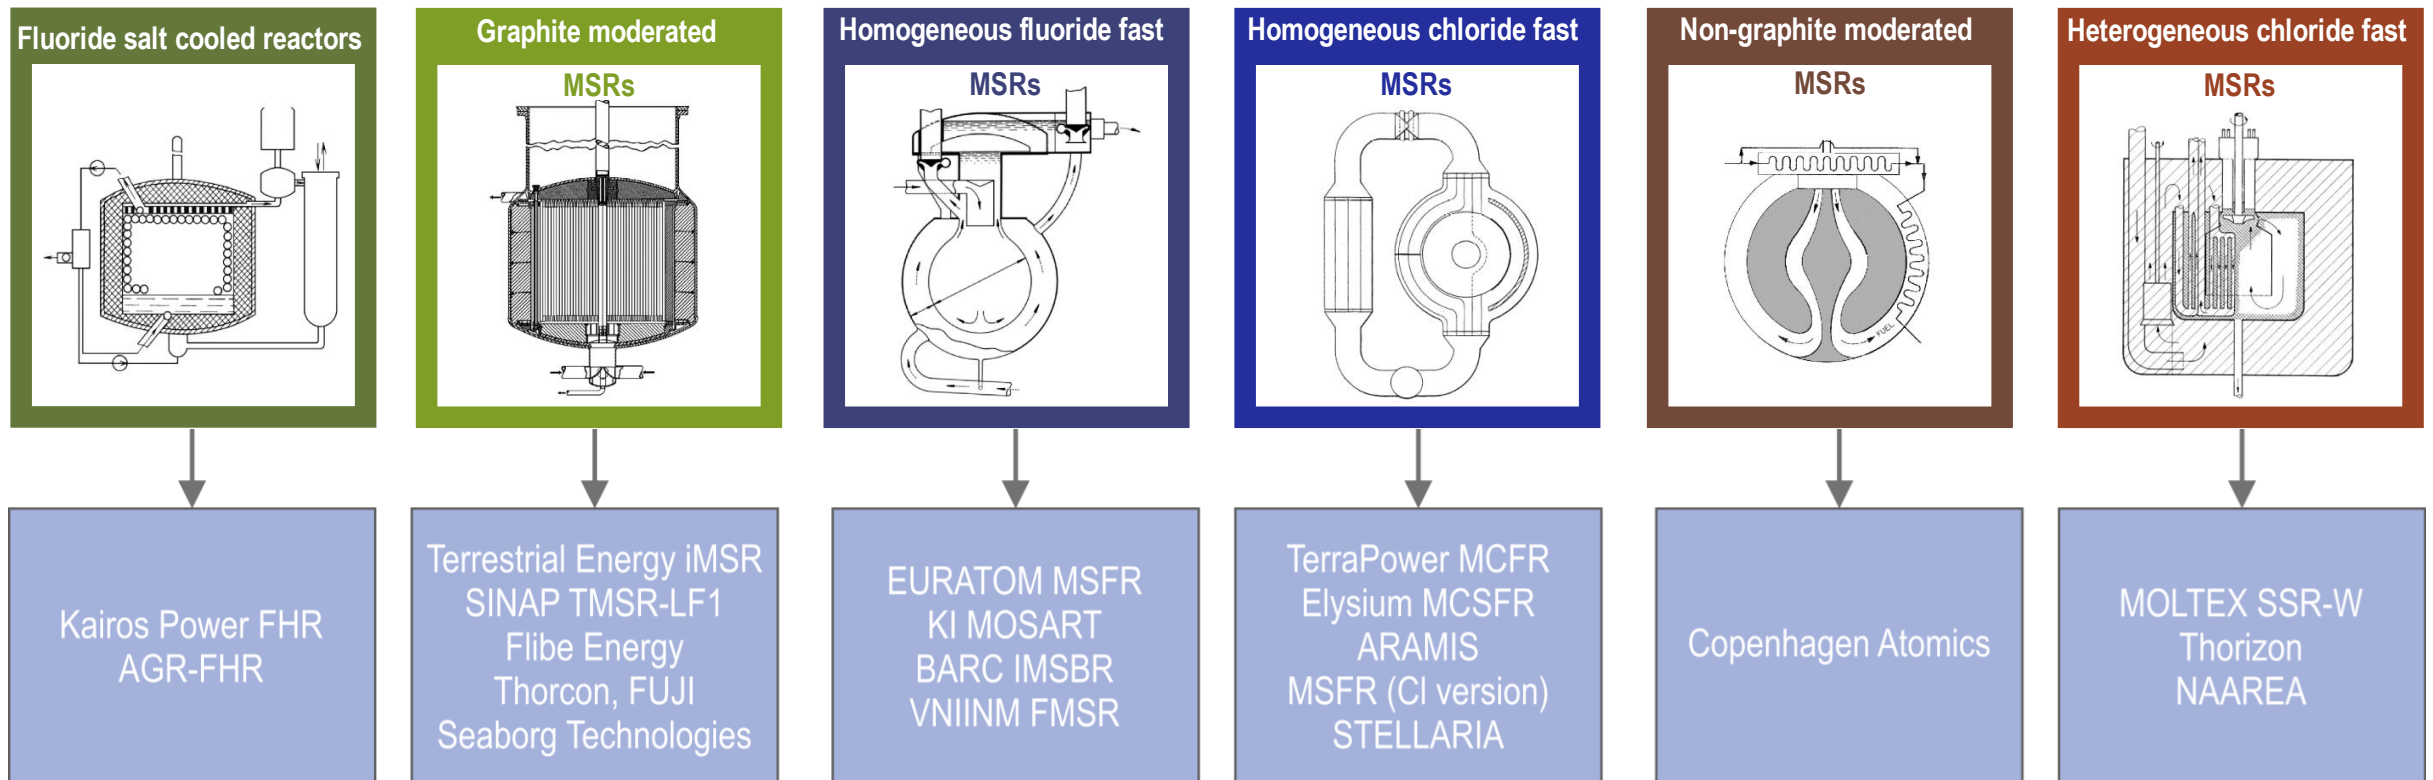 Fluoride salt cooled reactors
Graphite moderated
MSRs
Homogeneous fluoride fast
MSRs
Homogeneous chloride fast
MSRs
Non-graphite moderated
MSRs
FUEL
Heterogeneous chloride fast
MSRs
Kairos Power FHR
AGR-FHR
Terrestrial Energy iMSR
SINAP TMSR-LF1
Flibe Energy
Thorcon, FUJI
Seaborg Technologies
EURATOM MSFR
KI MOSART
BARC IMSBR
VNIINM FMSR
TerraPower MCFR
Elysium MCSFR
ARAMIS
MSFR (Cl version)
STELLARIA
Copenhagen Atomics
MOLTEX SSR-W
Thorizon
NAAREA